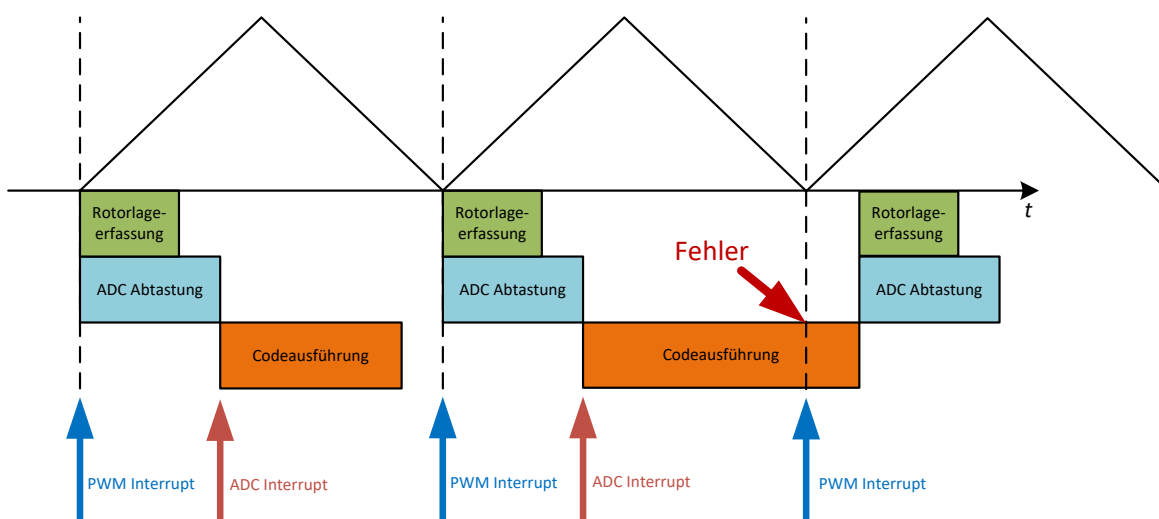 t
Rotorlage-
erfassung
Rotorlage-
erfassung
Rotorlage-
erfassung
Fehler
ADC Abtastung
ADC Abtastung
ADC Abtastung
Codeausführung
Codeausführung
PWM Interrupt
ADC Interrupt
PWM Interrupt
ADC Interrupt
PWM Interrupt